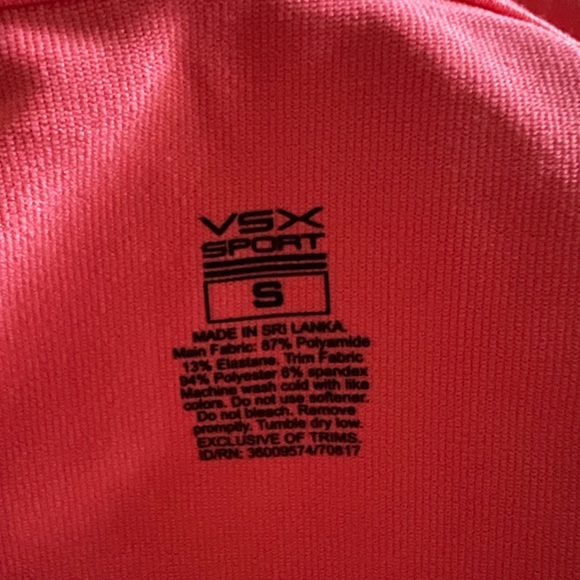 VSX
SPORT
S
MADE IN SRI LANKA.
Main Fabric: 87% Polyamide
13% Elastane. Trim Fabric
94% Polyester 6% spandex
Machine wash cold with like
colors. Do not use softener.
Do not bleach. Remove
promptly. Tumble dry low.
EXCLUSIVE OF TRIMS.
ID/RN: 36009574/70817